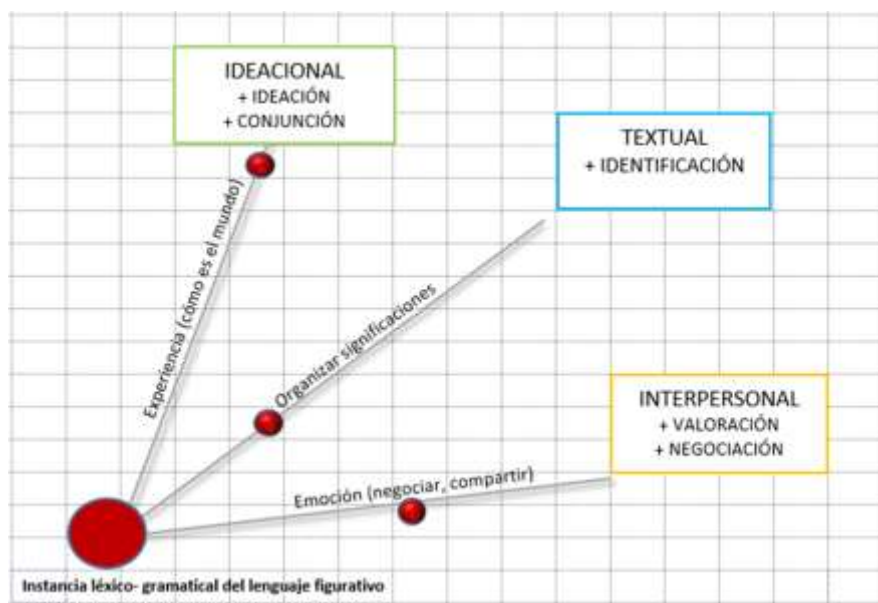 IDEACIONAL
+ IDEACIÓN
+ CONJUNCIÓN
TEXTUAL
+ IDENTIFICACIÓN
Experiencia (cómo es el mundo)
Organizar significaciones
INTERPERSONAL
+ VALORACIÓN
+ NEGOCIACIÓN
Emoción (negociar, compartir)
Instancia léxico- gramatical del lenguaje figurativo